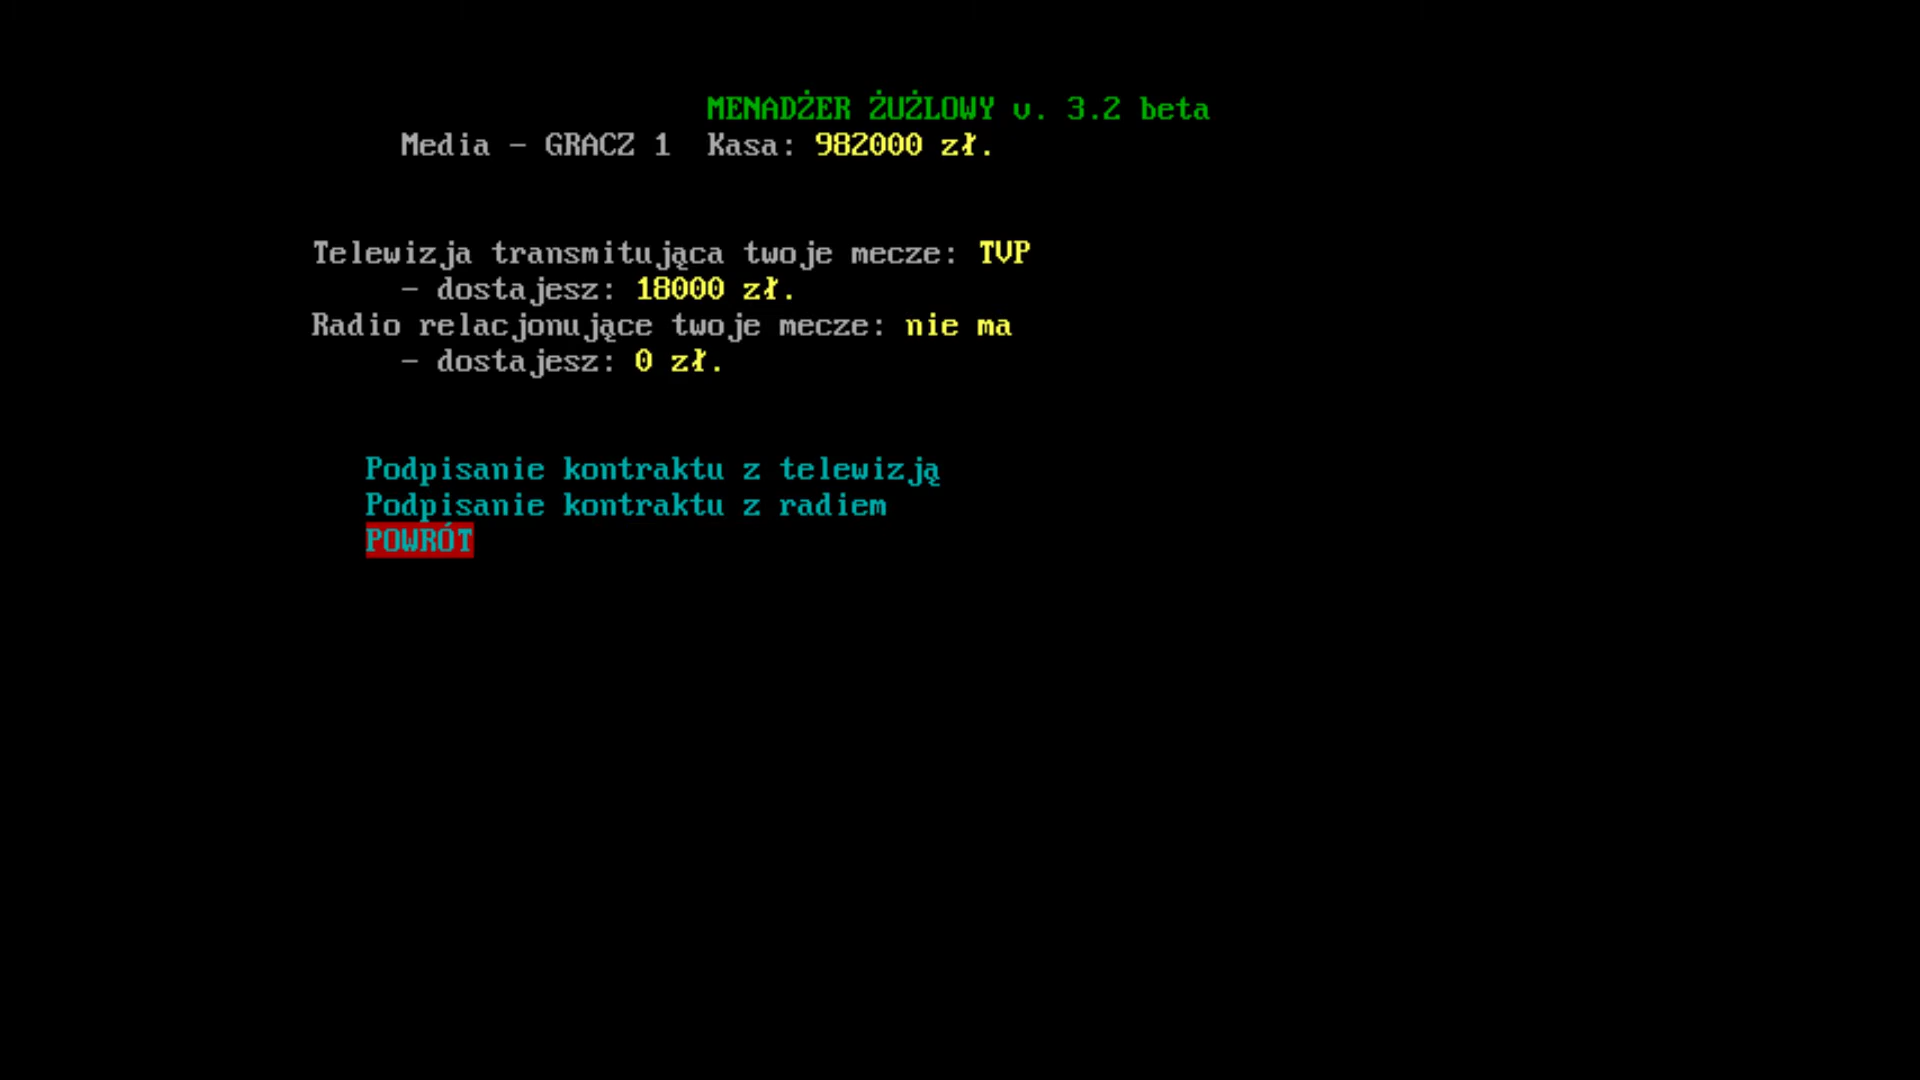 MENADŻER ŻUŻLOWY v. 3.2 beta
Media - GRACZ 1 Kasa: 982000 zł.
Telewizja transmitująca twoje mecze: TVP
- dostajesz: 18000 zł.
Radio relacjonujące twoje mecze: nie ma
- dostajesz: 0 zł.
Podpisanie kontraktu z telewizją
Podpisanie kontraktu z radiem
POWRÓT